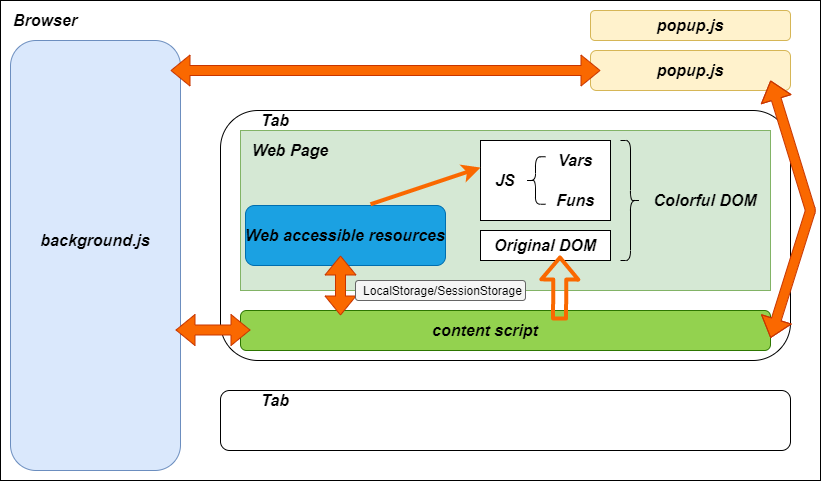 Browser
popup.js
popup.js
Tab
Web Page
JS
Vars
Funs
Colorful DOM
background.js
Web accessible resources
Original DOM
LocalStorage/SessionStorage
content script
Tab